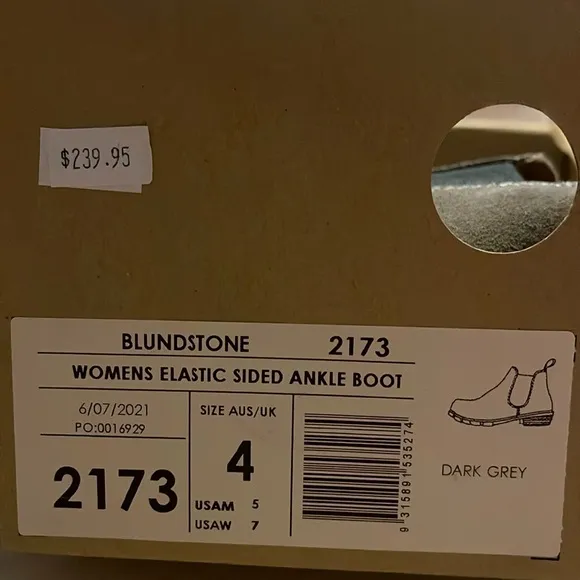 $239.95
BLUNDSTONE 2173
WOMENS ELASTIC SIDED ANKLE BOOT
6/07/2021
PO:0016929
2173
SIZE AUS/UK
4
USAM 5
USAW 7
9 315891 535274
DARK GREY